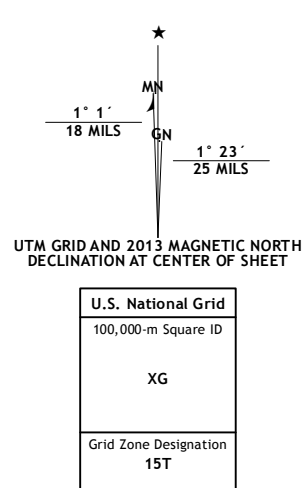 ★
MN
1° 1´
18 MILS
GN
1° 23´
25 MILS
UTM GRID AND 2013 MAGNETIC NORTH
DECLINATION AT CENTER OF SHEET
U.S. National Grid
100,000-m Square ID
XG
Grid Zone Designation
15T